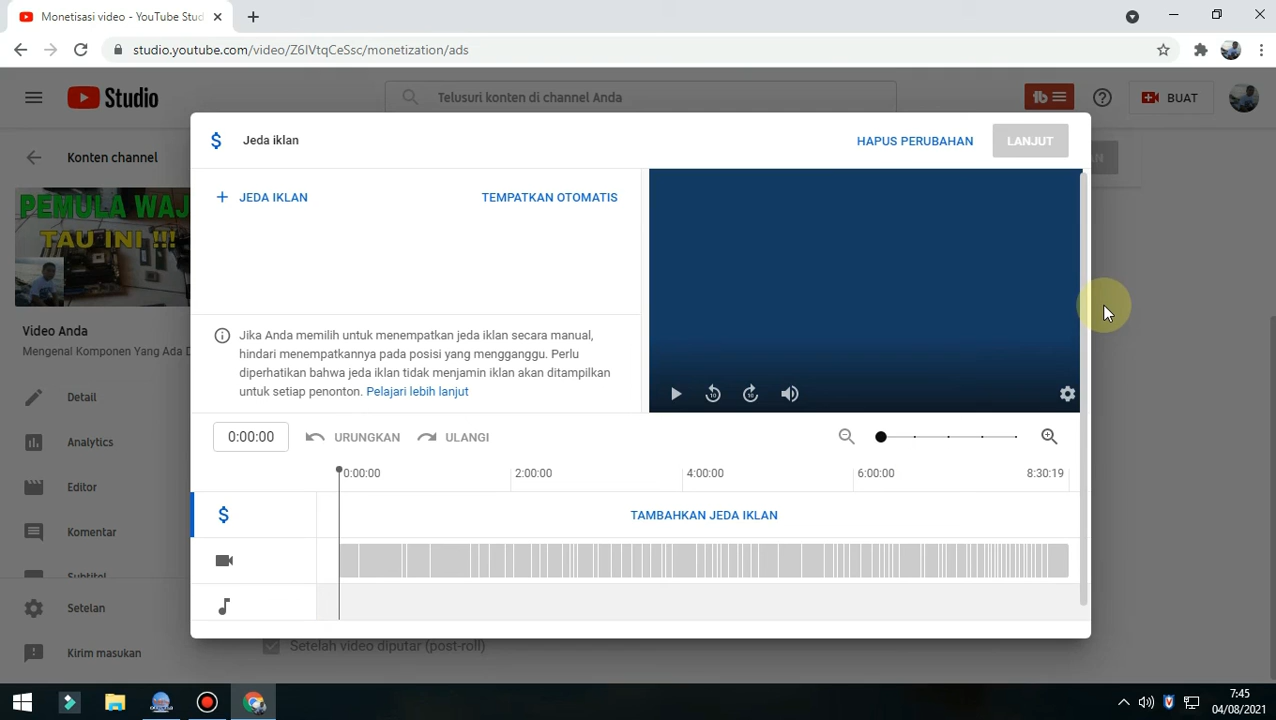 Monetisasi video - YouTube Stud
studio.youtube.com/video/Z6IVtqCeSsc/monetization/ads
Studio
Telusuri konten di channel Anda
BUAT
Konten channel
Jeda iklan
HAPUS PERUBAHAN
LANJUT
JEDA IKLAN
TEMPATKAN OTOMATIS
PEMULA WAJ
TAU INI !!!
Video Anda
Mengenal Komponen Yang Ada D
Detail
Analytics
Editor
Komentar
Subtitel
Setelan
Kirim masukan
Jika Anda memilih untuk menempatkan jeda iklan secara manual,
hindari menempatkannya pada posisi yang mengganggu. Perlu
diperhatikan bahwa jeda iklan tidak menjamin iklan akan ditampilkan
untuk setiap penonton. Pelajari lebih lanjut
10
10
0:00:00
URUNGKAN
ULANGI
0:00:00
2:00:00
4:00:00
6:00:00
8:30:19
TAMBAHKAN JEDA IKLAN
Setelah video diputar (post-roll)
7:45
04/08/2021